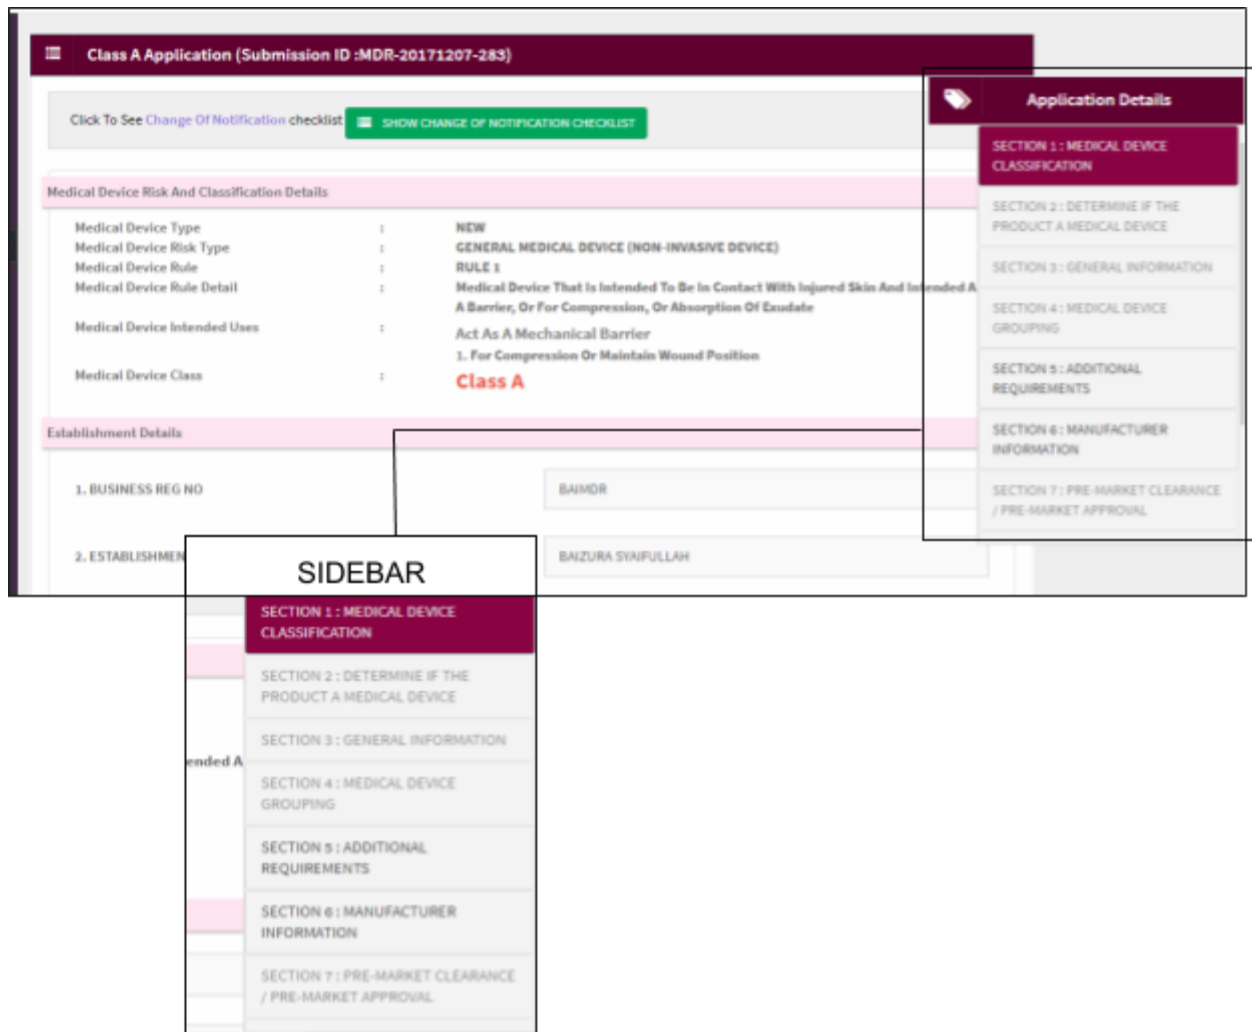 Class A Application (Submission ID :MDR-20171207-283)
Click To See Change Of Notification checklist
SHOW CHANGE OF NOTIFICATION CHECKLIST
Medical Device Risk And Classification Details
Medical Device Type : NEW
Medical Device Risk Type : GENERAL MEDICAL DEVICE (NON-INVASIVE DEVICE)
Medical Device Rule : RULE 1
Medical Device Rule Detail : Medical Device That Is Intended To Be In Contact With Injured Skin And Intended A
A Barrier, Or For Compression, Or Absorption Of Exudate
Medical Device Intended Uses : Act As A Mechanical Barrier
1. For Compression Or Maintain Wound Position
Medical Device Class : Class A
Establishment Details
1. BUSINESS REG NO BAIMDR
2. ESTABLISHMEN BAIZURA SYAIFULLAH
Application Details
SECTION 1 : MEDICAL DEVICE
CLASSIFICATION
SECTION 2 : DETERMINE IF THE
PRODUCT A MEDICAL DEVICE
SECTION 3 : GENERAL INFORMATION
SECTION 4 : MEDICAL DEVICE
GROUPING
SECTION 5 : ADDITIONAL
REQUIREMENTS
SECTION 6 : MANUFACTURER
INFORMATION
SECTION 7 : PRE-MARKET CLEARANCE
/ PRE-MARKET APPROVAL
SIDEBAR
SECTION 1 : MEDICAL DEVICE
CLASSIFICATION
SECTION 2 : DETERMINE IF THE
PRODUCT A MEDICAL DEVICE
SECTION 3 : GENERAL INFORMATION
ended A
SECTION 4 : MEDICAL DEVICE
GROUPING
SECTION 5 : ADDITIONAL
REQUIREMENTS
SECTION 6 : MANUFACTURER
INFORMATION
SECTION 7 : PRE-MARKET CLEARANCE
/ PRE-MARKET APPROVAL